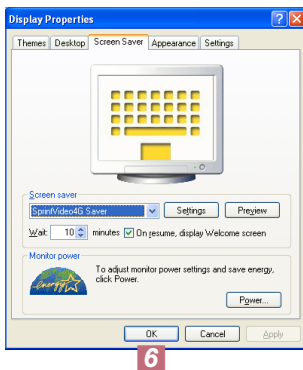 Display Properties
Themes Desktop Screen Saver Appearance Settings
Screen saver
SprintVideo4G Saver Settings Preview
Wait: 10 minutes On resume, display Welcome screen
Monitor power
To adjust monitor power settings and save energy,
click Power.
energy
Power...
OK Cancel Apply
6